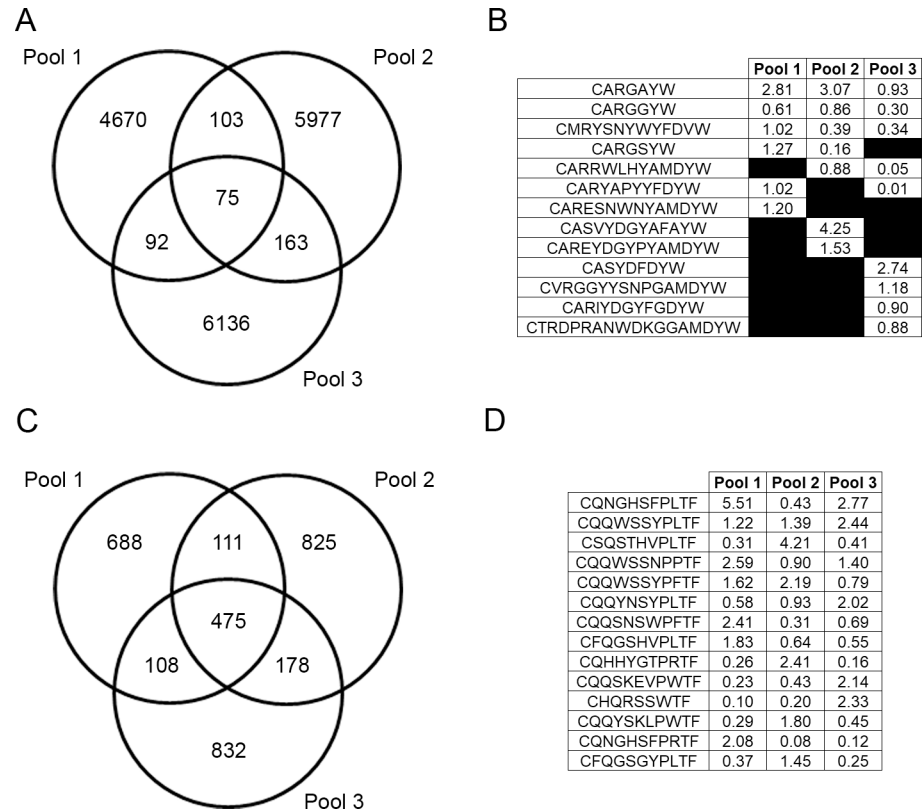 A
Pool 1
Pool 2
4670
103
5977
75
92
163
6136
Pool 3
B
Pool 1 Pool 2 Pool 3
CARGAYW 2.81 3.07 0.93
CARGGYW 0.61 0.86 0.30
CMRYSNYWYFDVW 1.02 0.39 0.34
CARGSYW 1.27 0.16
CARRWLHYAMDYW 0.88 0.05
CARYAPYYFDYW 1.02 0.01
CARESNWNYAMDYW 1.20
CASVYDGYAFAYW 4.25
CAREYDGYPYAMDYW 1.53
CASYDFDYW 2.74
CVRGGYYSNPGAMDYW 1.18
CARIYDGYFGDYW 0.90
CTRDPRANWDKGGAMDYW 0.88
C
Pool 1
Pool 2
688
111
825
475
108
178
832
Pool 3
D
Pool 1 Pool 2 Pool 3
CQNGHSFPLTF 5.51 0.43 2.77
CQQWSSYPLTF 1.22 1.39 2.44
CSQSTHVPLTF 0.31 4.21 0.41
CQQWSSNPPTF 2.59 0.90 1.40
CQQWSSYPFTF 1.62 2.19 0.79
CQQYNSYPLTF 0.58 0.93 2.02
CQQSNSWPFTF 2.41 0.31 0.69
CFQGSHVPLTF 1.83 0.64 0.55
CQHHYGTPRTF 0.26 2.41 0.16
CQQSKEVPWTF 0.23 0.43 2.14
CHQRSSWTF 0.10 0.20 2.33
CQQYSKLPWTF 0.29 1.80 0.45
CQNGHSFPRTF 2.08 0.08 0.12
CFQGSGYPLTF 0.37 1.45 0.25